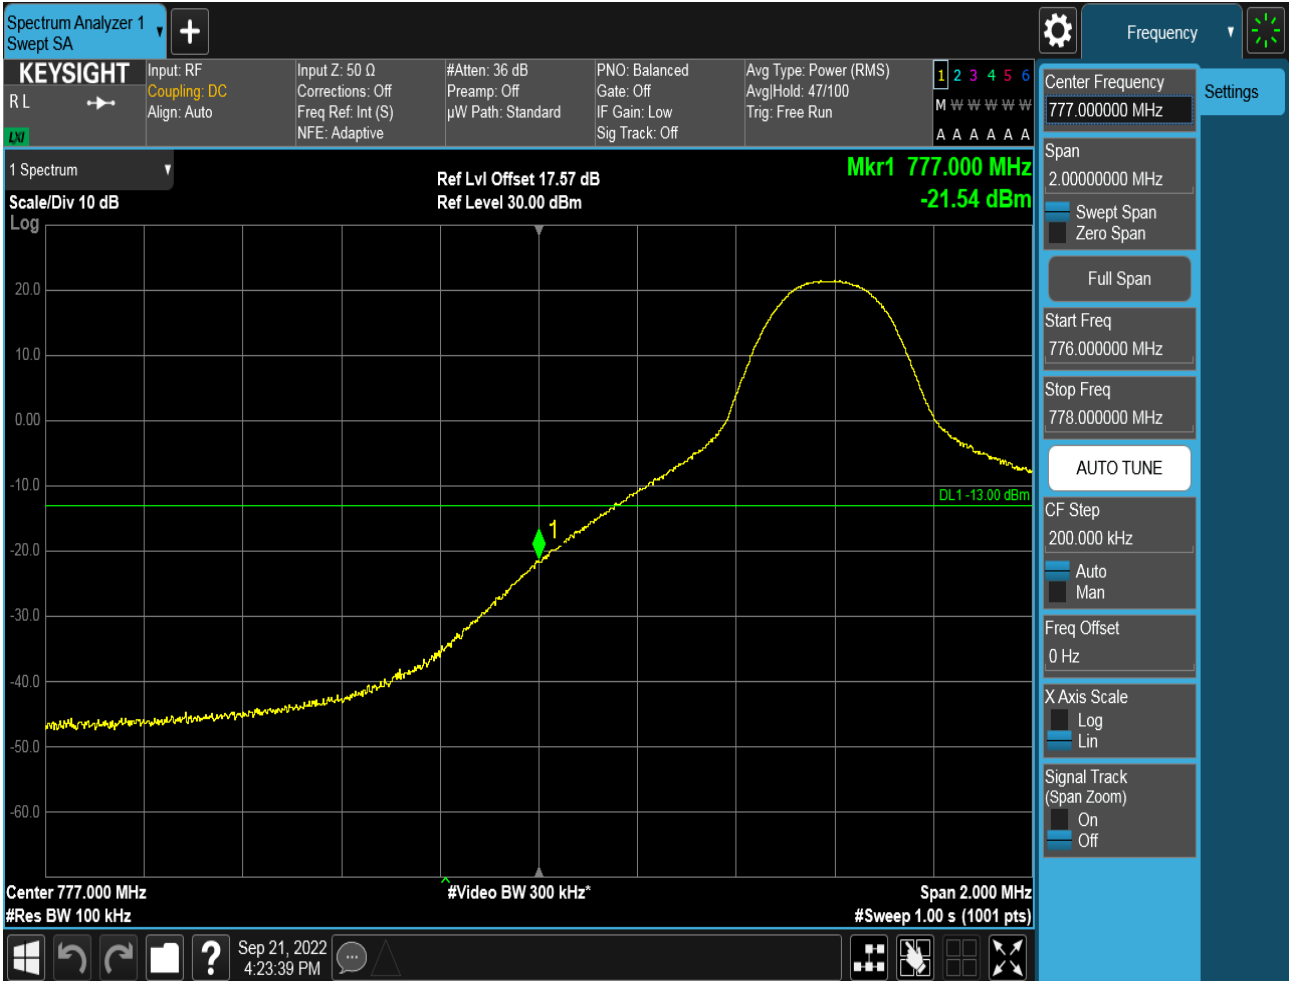 Spectrum Analyzer 1
Swept SA
Frequency
KEYSIGHT
R L
LXI
Input: RF
Coupling: DC
Align: Auto
Input Z: 50 Ω
Corrections: Off
Freq Ref: Int (S)
NFE: Adaptive
#Atten: 36 dB
Preamp: Off
µW Path: Standard
PNO: Balanced
Gate: Off
IF Gain: Low
Sig Track: Off
Avg Type: Power (RMS)
Avg|Hold: 47/100
Trig: Free Run
1 2 3 4 5 6
M W W W W W
A A A A A A
1 Spectrum
Scale/Div 10 dB
Log
Ref Lvl Offset 17.57 dB
Ref Level 30.00 dBm
Mkr1 777.000 MHz
-21.54 dBm
20.0
10.0
0.00
-10.0
-20.0
-30.0
-40.0
-50.0
-60.0
DL1 -13.00 dBm
1
Center 777.000 MHz
#Res BW 100 kHz
#Video BW 300 kHz*
Span 2.000 MHz
#Sweep 1.00 s (1001 pts)
Center Frequency
777.000000 MHz
Settings
Span
2.00000000 MHz
Swept Span
Zero Span
Full Span
Start Freq
776.000000 MHz
Stop Freq
778.000000 MHz
AUTO TUNE
CF Step
200.000 kHz
Auto
Man
Freq Offset
0 Hz
X Axis Scale
Log
Lin
Signal Track
(Span Zoom)
On
Off
?
Sep 21, 2022
4:23:39 PM